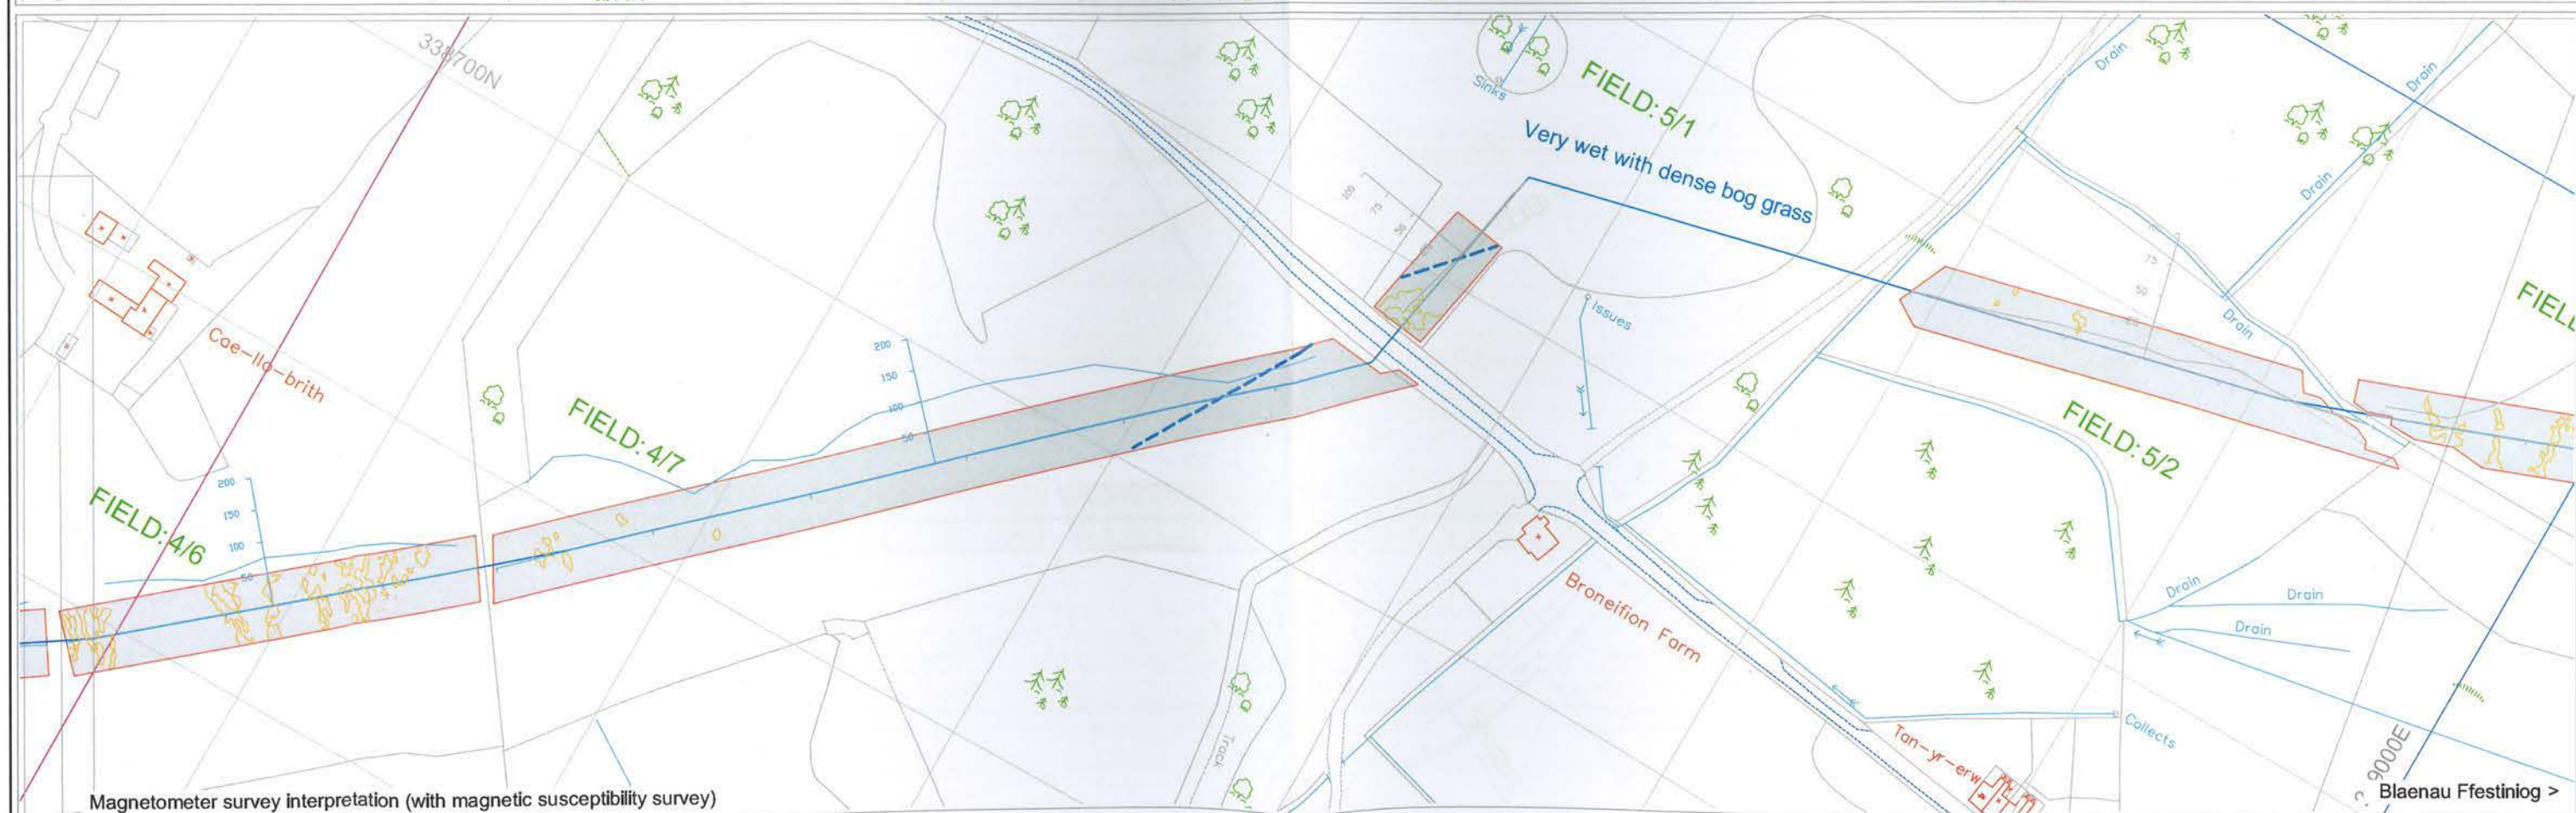 338700N
Sinks
FIELD: 5/1
Very wet with dense bog grass
Drain
Drain
Drain
Cae-lla-brith
FIELD: 4/6
200
150
100
50
FIELD: 4/7
200
150
100
50
100
75
50
Issues
75
50
Drain
FIELD: 5/2
Broneifion Farm
Track
Drain
Drain
Drain
Collects
Tan-yr-erw
9000E
Magnetometer survey interpretation (with magnetic susceptibility survey)
Blaenau Ffestiniog >